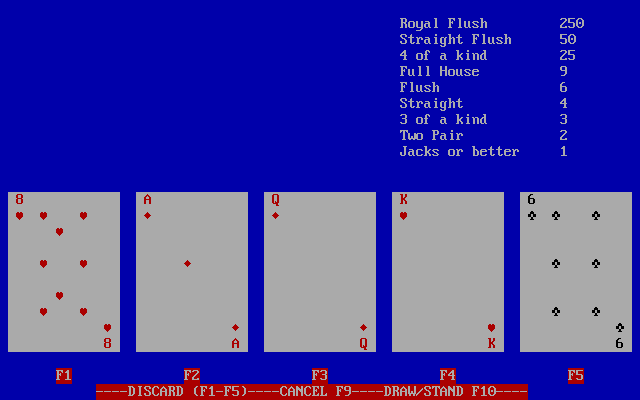 Royal Flush 250
Straight Flush 50
4 of a kind 25
Full House 9
Flush 6
Straight 4
3 of a kind 3
Two Pair 2
Jacks or better 1
8 A Q K 6
8 A Q K 6
F1 F2 F3 F4 F5
----DISCARD (F1-F5)----CANCEL F9----DRAW/STAND F10----